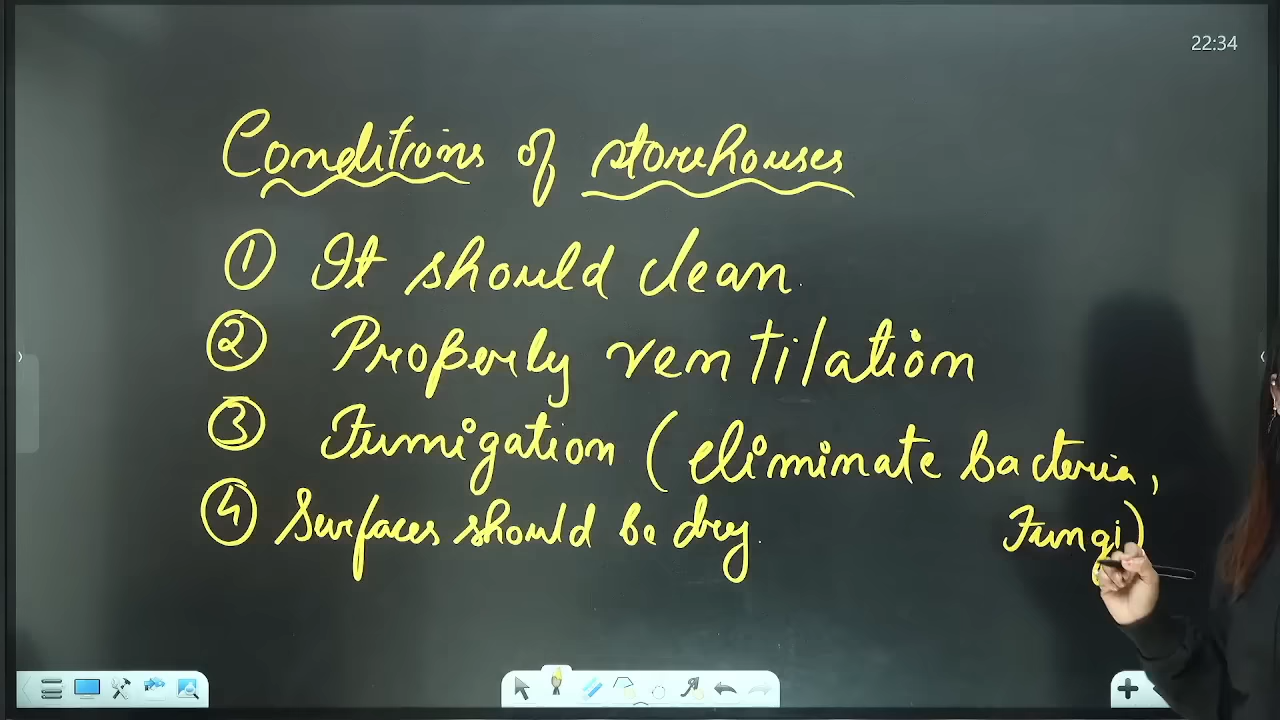 22:34
Conditions of storehouses
① It should clean.
② Properly ventilation
③ Fumigation (eliminate bacteria,
Fungi)
④ Surfaces should be dry.